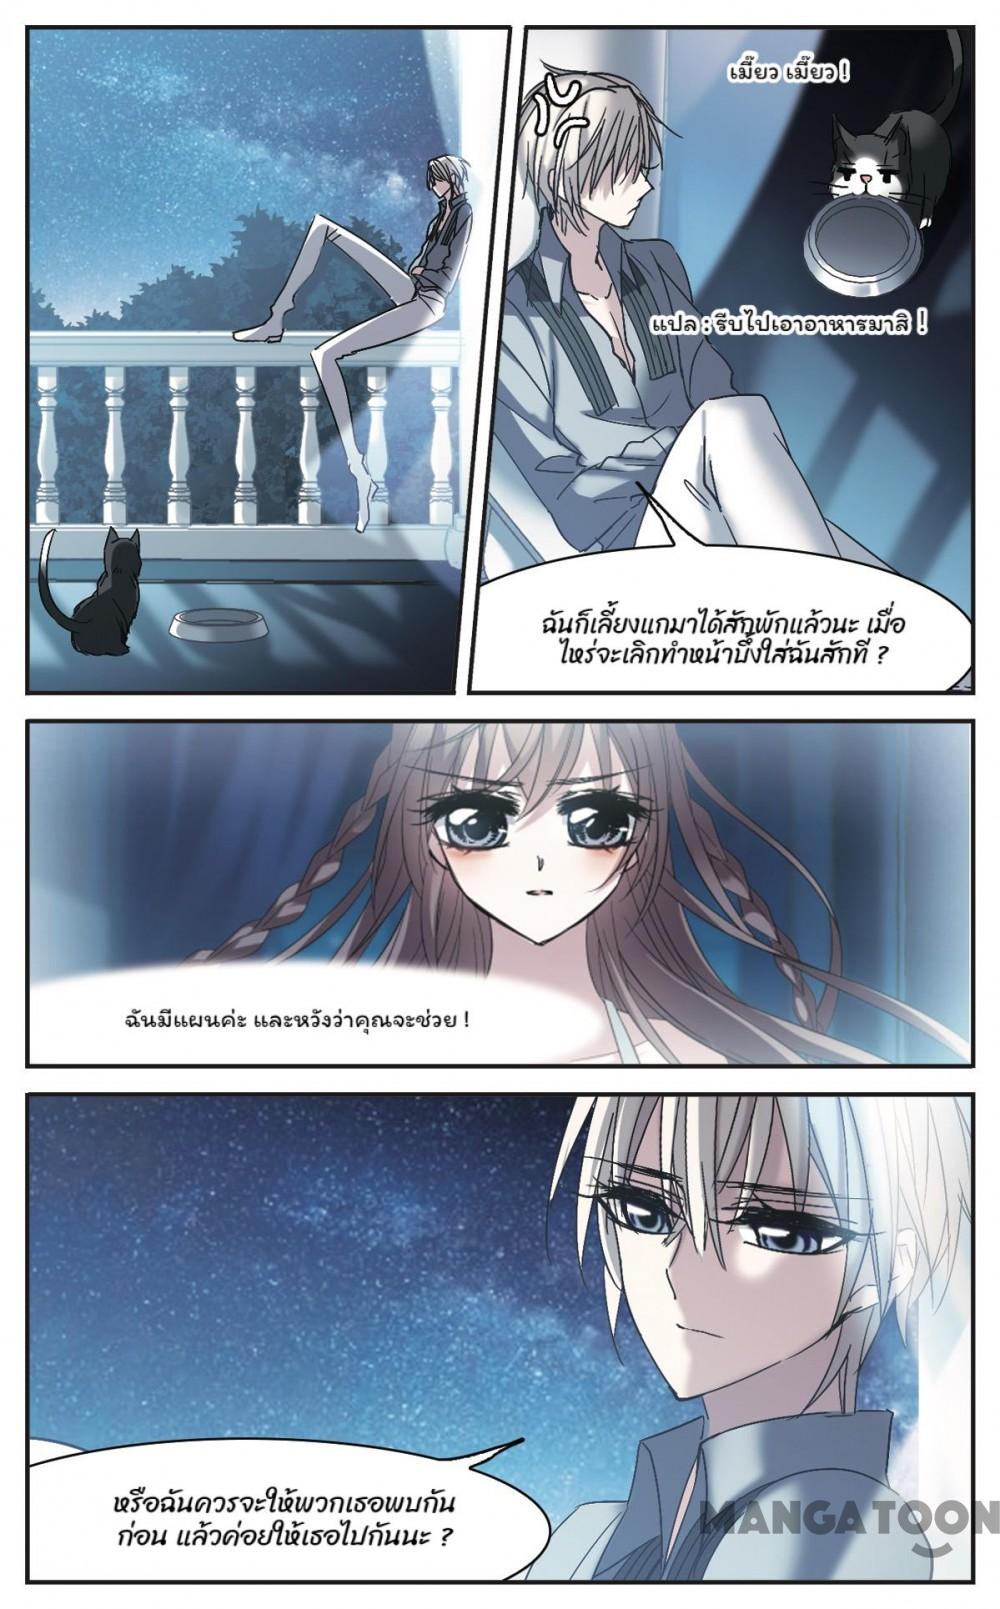 เมี๊ยว เมี๊ยว !
แปล : รีบไปเอาอาหารมาสิ !
ฉันก็เลี้ยงแกมาได้สักพักแล้วนะ เมื่อ
ไหร่จะเลิกทำหน้าบึ้งใส่ฉันสักที ?
ฉันมีแผนค่ะ และหวังว่าคุณจะช่วย !
หรือฉันควรจะให้พวกเธอพบกัน
ก่อน แล้วค่อยให้เธอไปกันนะ ?
MANGATOON